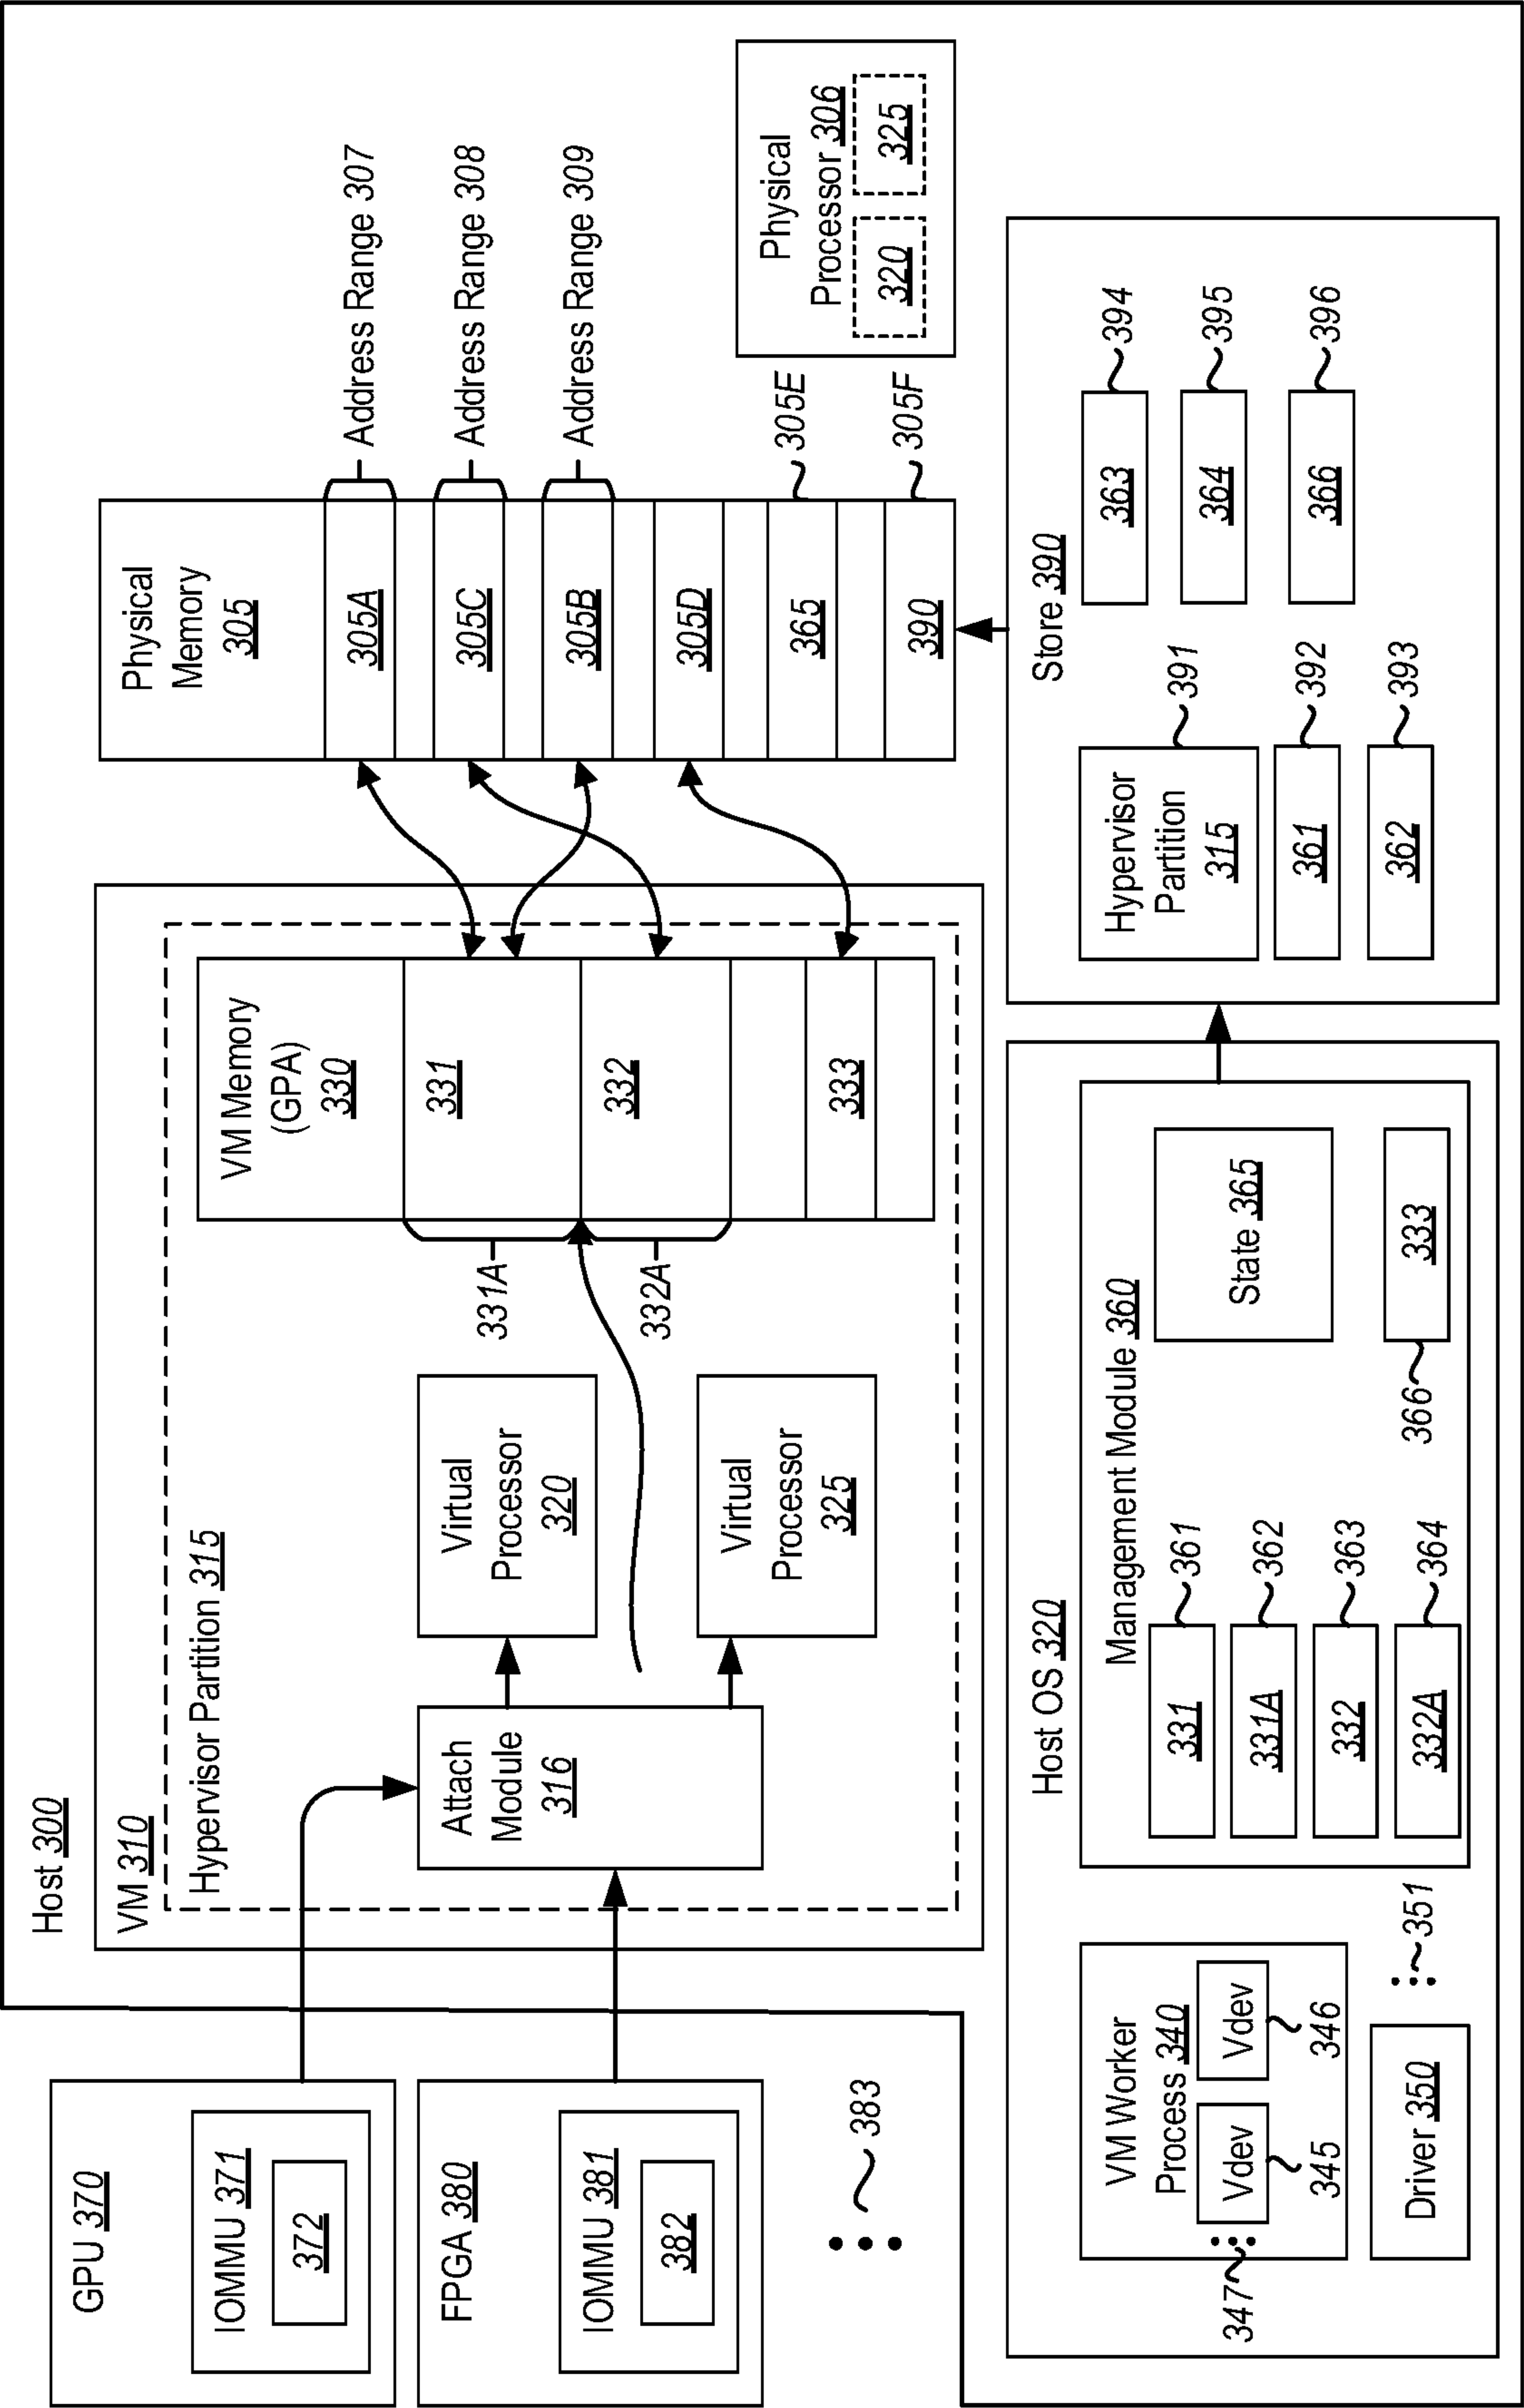 Host 300
VM 310
Hypervisor Partition 315
GPU 370
IOMMU 371
372
FPGA 380
IOMMU 381
382
383
Attach
Module
316
Virtual
Processor
320
Virtual
Processor
325
VM Memory
(GPA)
330
331
332
333
331A
332A
Physical
Memory
305
305A
305C
305B
305D
365
390
Address Range 307
Address Range 308
Address Range 309
305E
305F
Physical
Processor 306
320
325
Host OS 320
VM Worker
Process 340
Vdev
Vdev
347
345
346
Driver 350
351
Management Module 360
331
361
331A
362
332
363
332A
364
State 365
366
333
Store 390
Hypervisor
Partition
315
391
361
392
362
393
363
394
364
395
366
396